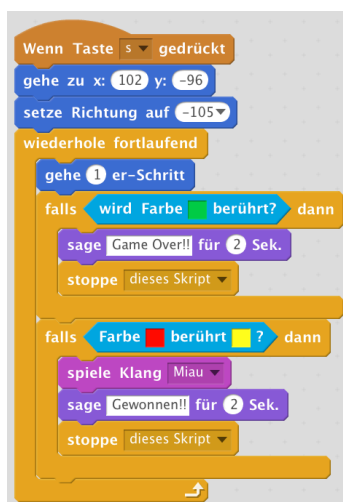 Wenn Taste s gedrückt
gehe zu x: 102 y: -96
setze Richtung auf -105
wiederhole fortlaufend
gehe 1 er-Schritt
falls wird Farbe berührt? dann
sage Game Over!! für 2 Sek.
stoppe dieses Skript
falls Farbe berührt ? dann
spiele Klang Miau
sage Gewonnen!! für 2 Sek.
stoppe dieses Skript